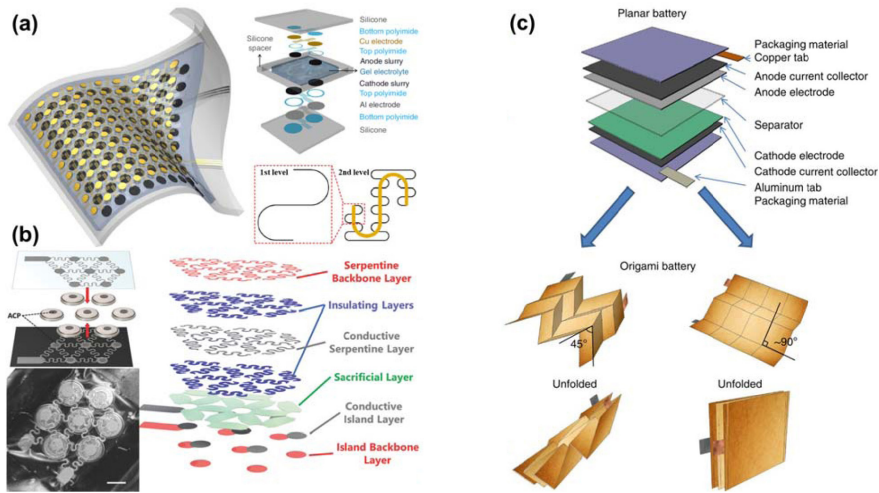 (a)
Silicone
Bottom polyimide
Cu electrode
Top polyimide
Silicone
spacer
Anode slurry
Gel electrolyte
Cathode slurry
Top polyimide
Al electrode
Bottom polyimide
Silicone
1st level
2nd level
(b)
ACP
Serpentine
Backbone Layer
Insulating Layers
Conductive
Serpentine Layer
Sacrificial Layer
Conductive
Island Layer
Island Backbone
Layer
(c)
Planar battery
Packaging material
Copper tab
Anode current collector
Anode electrode
Separator
Cathode electrode
Cathode current collector
Aluminum tab
Packaging material
Origami battery
45°
~90°
Unfolded
Unfolded